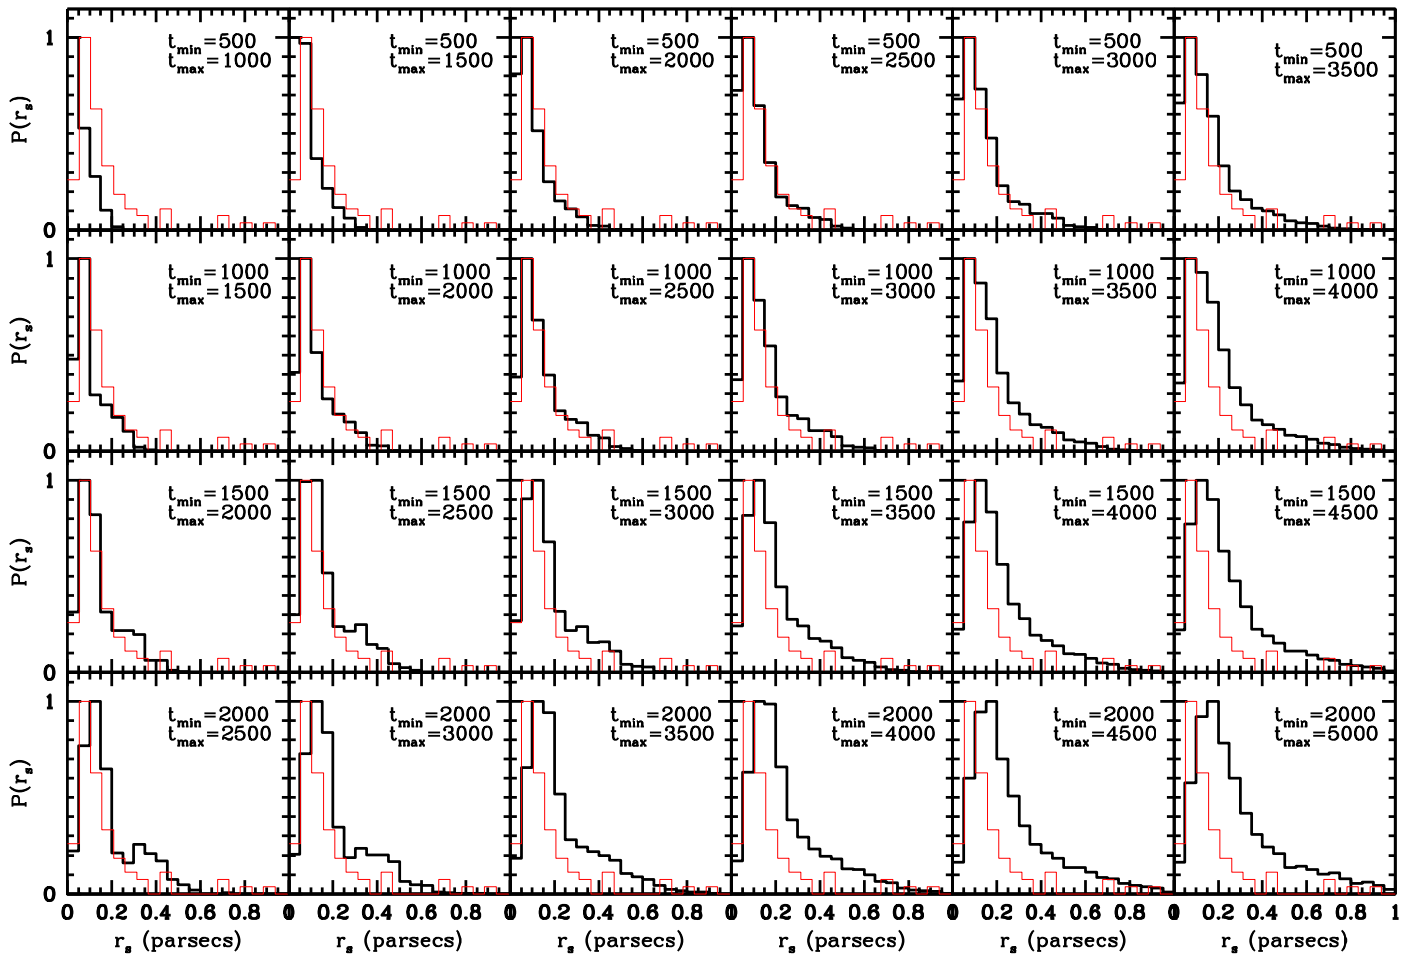 P(r_s)
1
0
t_min=500
t_max=1000
t_min=500
t_max=1500
t_min=500
t_max=2000
t_min=500
t_max=2500
t_min=500
t_max=3000
t_min=500
t_max=3500
P(r_s)
1
0
t_min=1000
t_max=1500
t_min=1000
t_max=2000
t_min=1000
t_max=2500
t_min=1000
t_max=3000
t_min=1000
t_max=3500
t_min=1000
t_max=4000
P(r_s)
1
0
t_min=1500
t_max=2000
t_min=1500
t_max=2500
t_min=1500
t_max=3000
t_min=1500
t_max=3500
t_min=1500
t_max=4000
t_min=1500
t_max=4500
P(r_s)
1
0
t_min=2000
t_max=2500
t_min=2000
t_max=3000
t_min=2000
t_max=3500
t_min=2000
t_max=4000
t_min=2000
t_max=4500
t_min=2000
t_max=5000
0 0.2 0.4 0.6 0.8
0 0.2 0.4 0.6 0.8
0 0.2 0.4 0.6 0.8
0 0.2 0.4 0.6 0.8
0 0.2 0.4 0.6 0.8
0 0.2 0.4 0.6 0.8 1
r_s (parsecs)
r_s (parsecs)
r_s (parsecs)
r_s (parsecs)
r_s (parsecs)
r_s (parsecs)